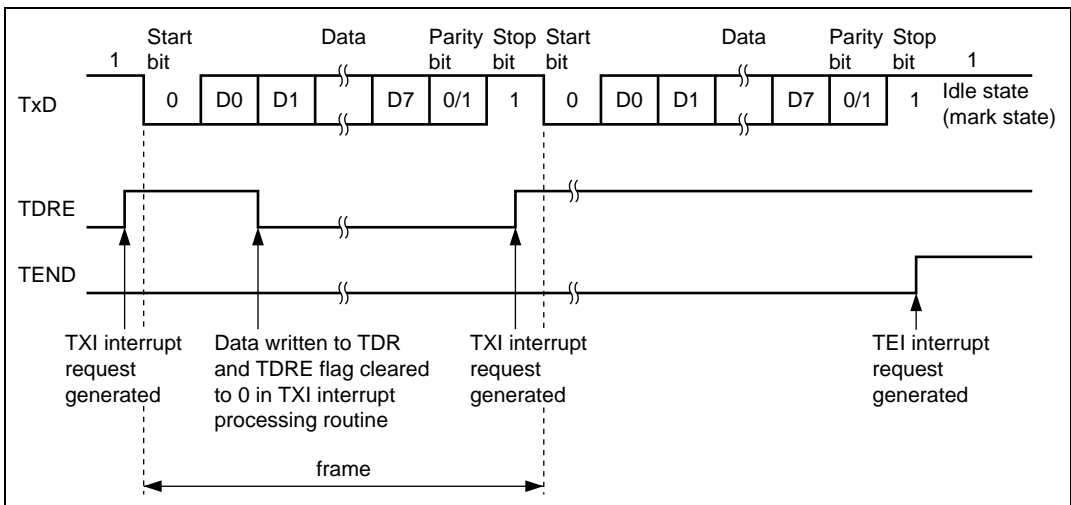 Start Data Parity Stop Start Data Parity Stop
1 bit bit bit bit bit bit 1
TxD 0 D0 D1 D7 0/1 1 0 D0 D1 D7 0/1 1 Idle state
(mark state)
TDRE
TEND
TXI interrupt
request
generated
Data written to TDR
and TDRE flag cleared
to 0 in TXI interrupt
processing routine
TXI interrupt
request
generated
TEI interrupt
request
generated
frame